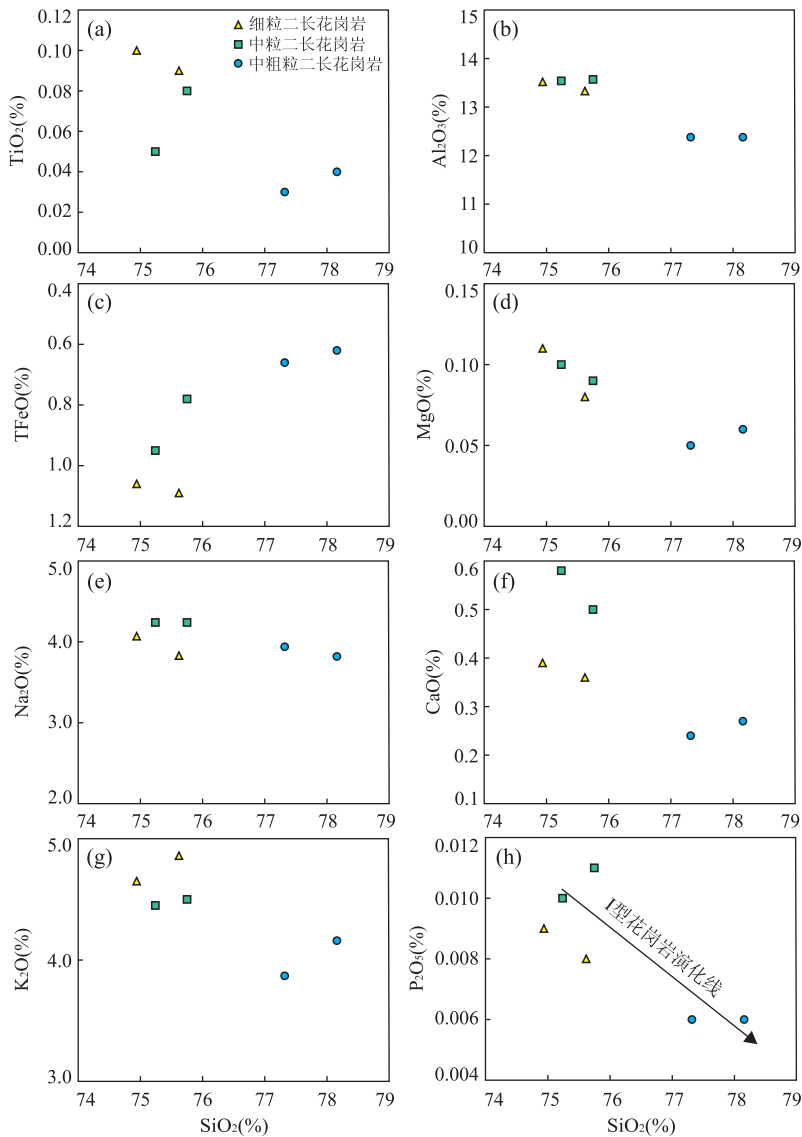 (a)
细粒二长花岗岩
中粒二长花岗岩
中粗粒二长花岗岩
0.12
0.10
0.08
0.06
0.04
0.02
0.00
TiO₂(%)
74 75 76 77 78 79
(b)
15
14
13
12
11
10
Al₂O₃(%)
74 75 76 77 78 79
(c)
0.4
0.6
0.8
1.0
1.2
TFeO(%)
74 75 76 77 78 79
(d)
0.15
0.10
0.05
0.00
MgO(%)
74 75 76 77 78 79
(e)
5.0
4.0
3.0
2.0
Na₂O(%)
74 75 76 77 78 79
(f)
0.6
0.5
0.4
0.3
0.2
0.1
CaO(%)
74 75 76 77 78 79
(g)
5.0
4.0
3.0
K₂O(%)
74 75 76 77 78 79
SiO₂(%)
(h)
0.012
0.010
0.008
0.006
0.004
P₂O₅(%)
I型花岗岩演化线
74 75 76 77 78 79
SiO₂(%)